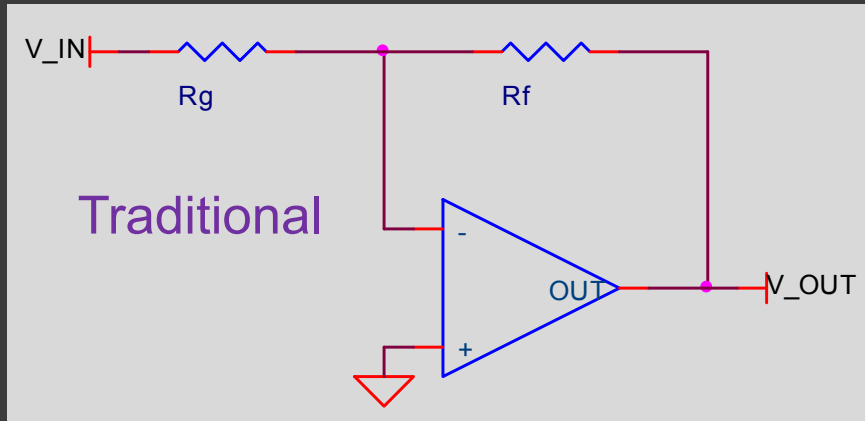 V_IN
Rg
Rf
Traditional
-
OUT
V_OUT
+